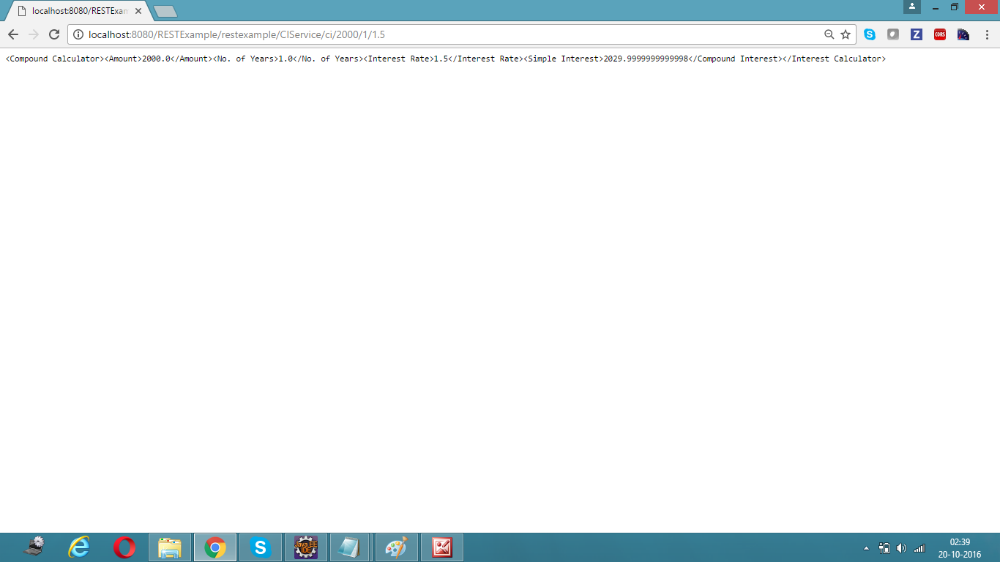 localhost:8080/RESTExam
localhost:8080/RESTExample/restexample/CIService/ci/2000/1/1.5
<Compound Calculator><Amount>2000.0</Amount><No. of Years>1.0</No. of Years><Interest Rate>1.5</Interest Rate><Simple Interest>2029.9999999999998</Compound Interest></Interest Calculator>
Z
CORS
S
Java EE
IDE
02:39
20-10-2016